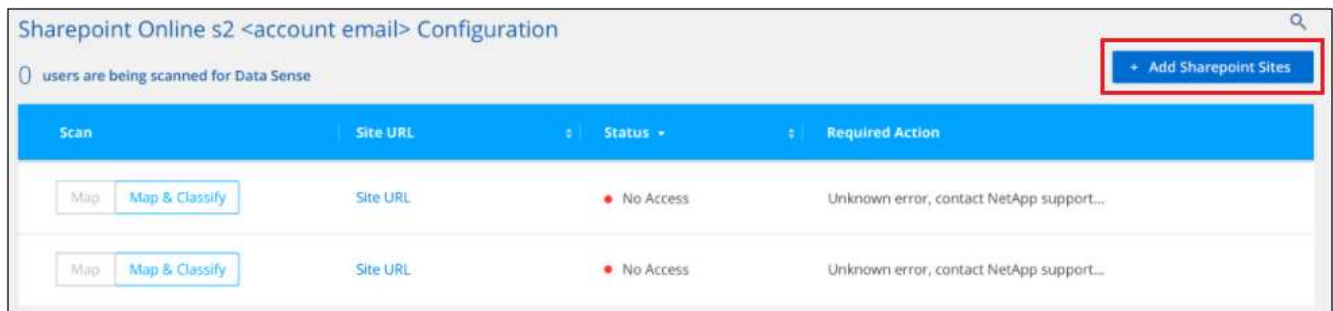 Sharepoint Online s2 <account email> Configuration
0 users are being scanned for Data Sense
+ Add Sharepoint Sites
Scan Site URL Status Required Action
Map Map & Classify Site URL No Access Unknown error, contact NetApp support...
Map Map & Classify Site URL No Access Unknown error, contact NetApp support...